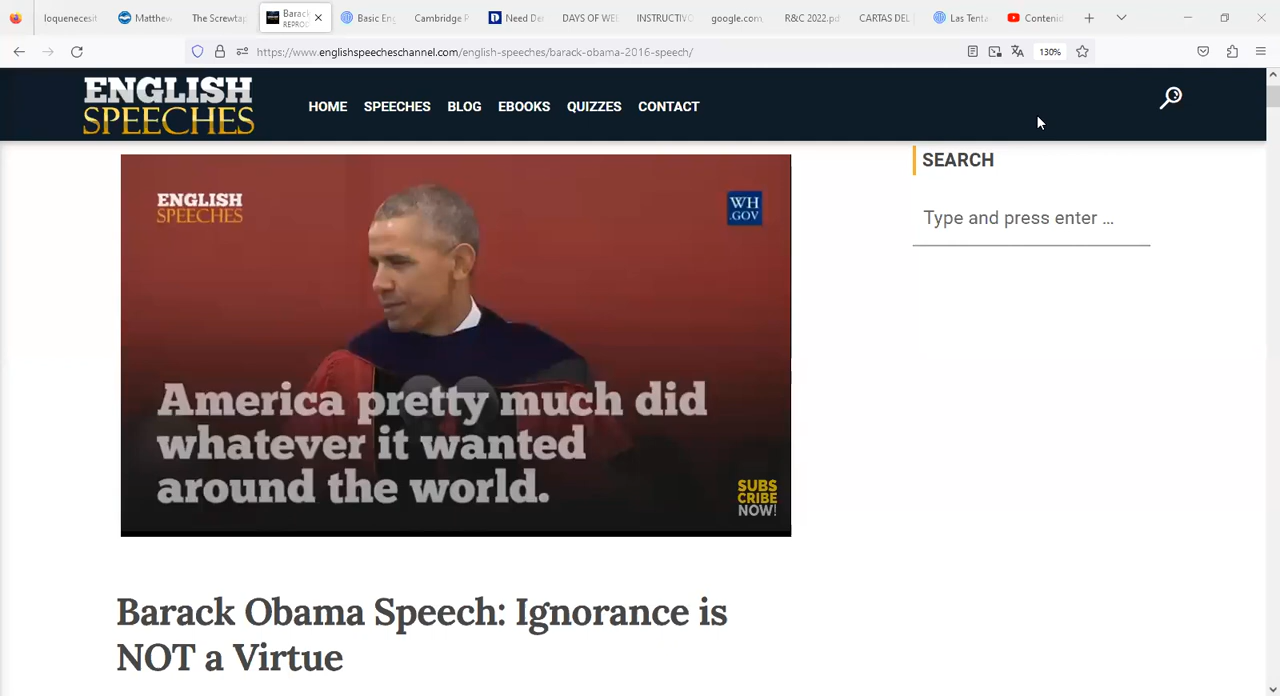 loquenecesit
Matthew
The Screwtap
Barack
REPROD
Basic Eng
Cambridge P
Need De
DAYS OF WEE
INSTRUCTIVO
google.com
R&C 2022.pd
CARTAS DEL
Las Tenta
Contenid
https://www.englishspeecheschannel.com/english-speeches/barack-obama-2016-speech/
130%
ENGLISH
SPEECHES
HOME
SPEECHES
BLOG
EBOOKS
QUIZZES
CONTACT
ENGLISH
SPEECHES
WH
.GOV
America pretty much did
whatever it wanted
around the world.
SUBS
CRIBE
NOW!
SEARCH
Type and press enter …
Barack Obama Speech: Ignorance is
NOT a Virtue